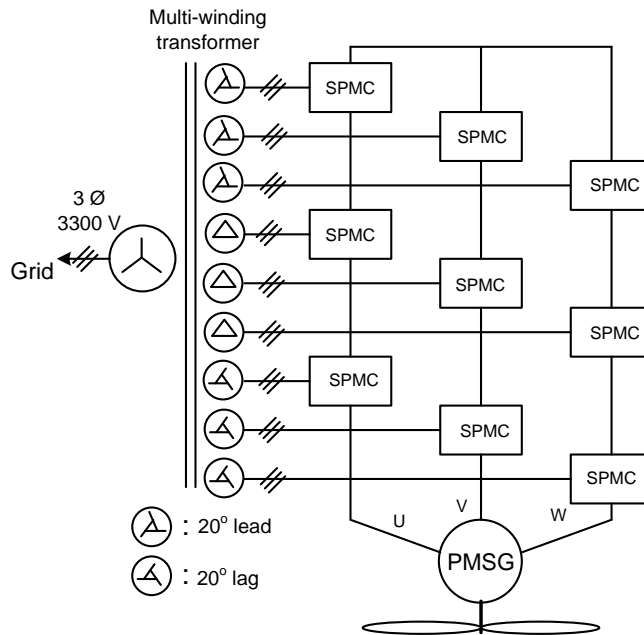 Multi-winding
transformer
SPMC
SPMC
SPMC
3 Ø
3300 V
Grid
SPMC
SPMC
SPMC
SPMC
SPMC
SPMC
U
V
W
PMSG
: 20° lead
: 20° lag